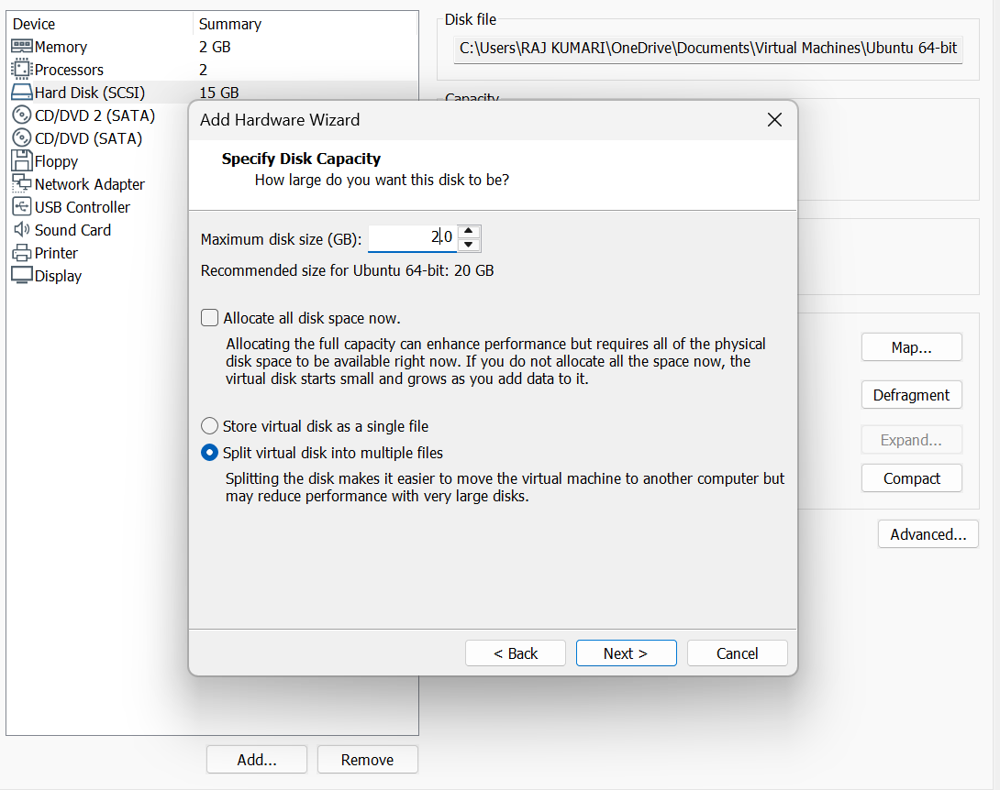 Device Summary
Memory 2 GB
Processors 2
Hard Disk (SCSI) 15 GB
CD/DVD 2 (SATA)
CD/DVD (SATA)
Floppy
Network Adapter
USB Controller
Sound Card
Printer
Display
Add...
Remove
Disk file
C:\Users\RAJ KUMARI\OneDrive\Documents\Virtual Machines\Ubuntu 64-bit
Capacity
Map...
Defragment
Expand...
Compact
Advanced...
Add Hardware Wizard
Specify Disk Capacity
How large do you want this disk to be?
Maximum disk size (GB): 2.0
Recommended size for Ubuntu 64-bit: 20 GB
Allocate all disk space now.
Allocating the full capacity can enhance performance but requires all of the physical
disk space to be available right now. If you do not allocate all the space now, the
virtual disk starts small and grows as you add data to it.
Store virtual disk as a single file
Split virtual disk into multiple files
Splitting the disk makes it easier to move the virtual machine to another computer but
may reduce performance with very large disks.
< Back
Next >
Cancel